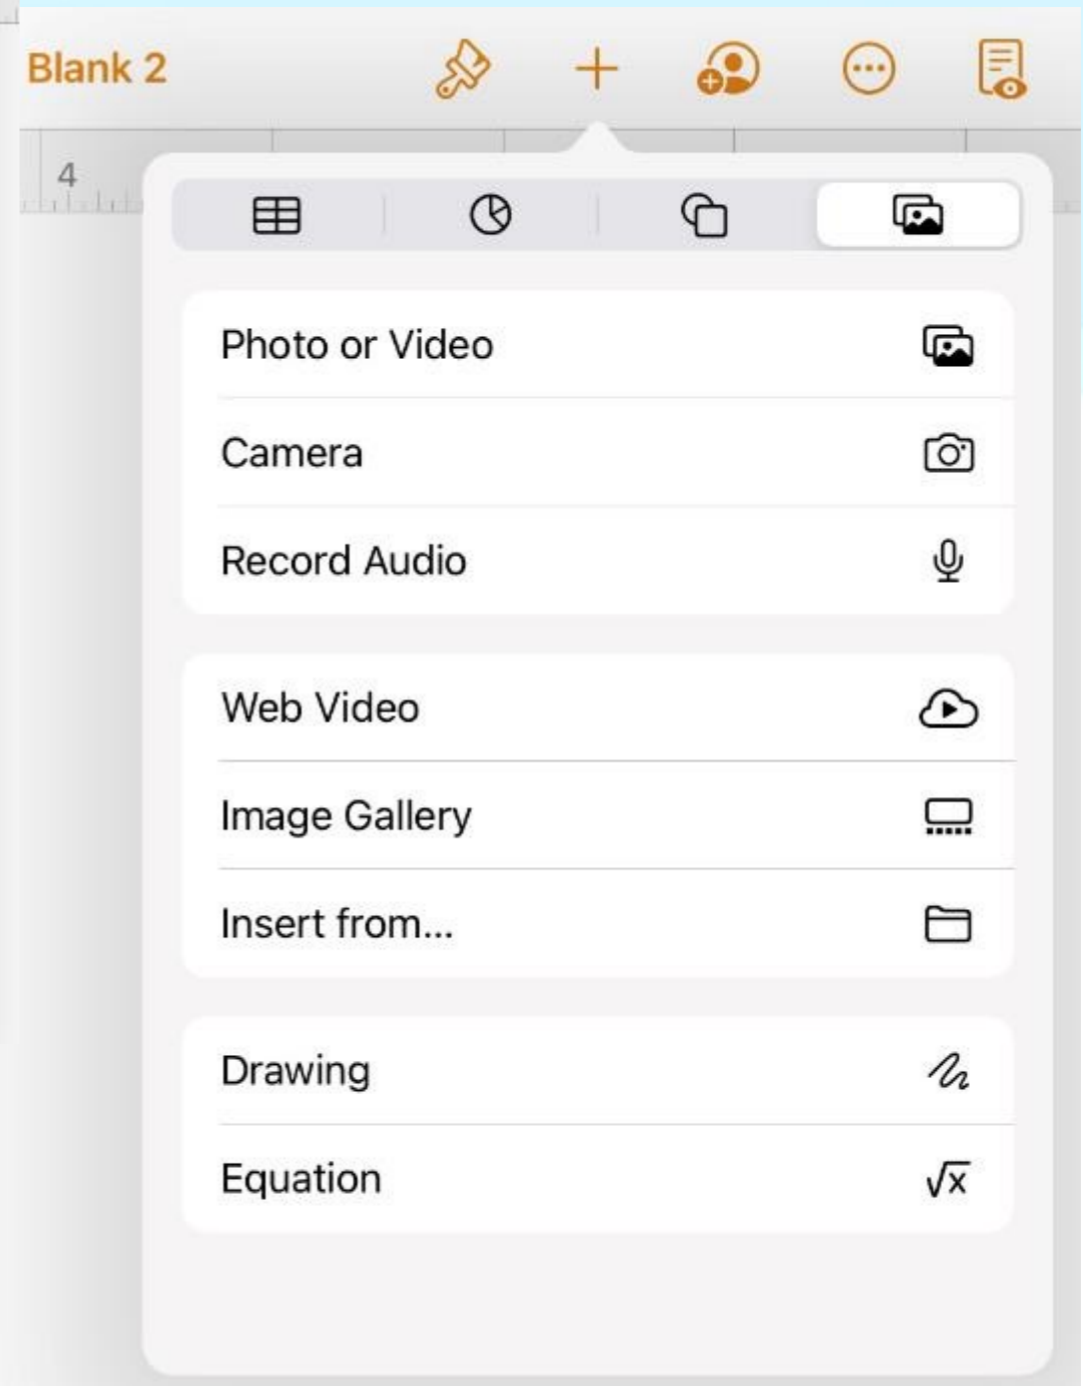 Blank 2
4
Photo or Video
Camera
Record Audio
Web Video
Image Gallery
Insert from...
Drawing
Equation
√x